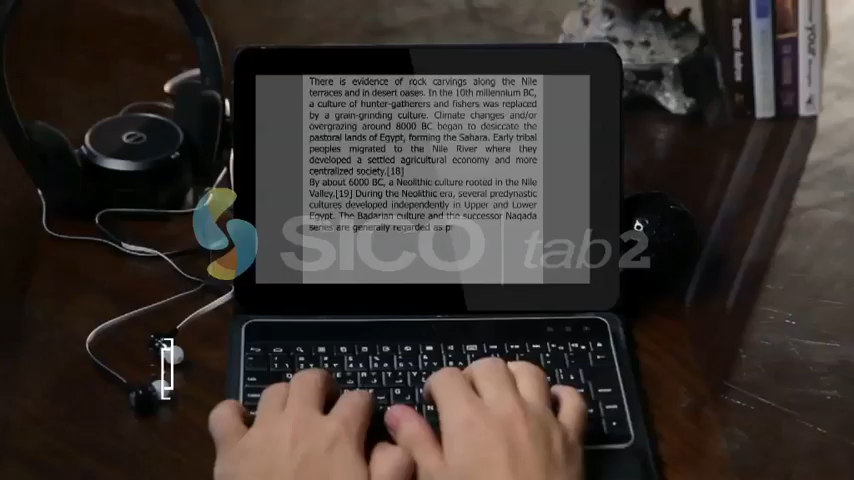 There is evidence of rock carvings along the Nile
terraces and in desert oases. In the 10th millennium BC,
a culture of hunter-gatherers and fishers was replaced
by a grain-grinding culture. Climate changes and/or
overgrazing around 8000 BC began to desiccate the
pastoral lands of Egypt, forming the Sahara. Early tribal
peoples migrated to the Nile River where they
developed a settled agricultural economy and more
centralized society.[18]
By about 6000 BC, a Neolithic culture rooted in the Nile
Valley.[19] During the Neolithic era, several predynastic
cultures developed independently in Upper and Lower
Egypt. The Badarian culture and the successor Naqada
series are generally regarded as pr
SICO tab2